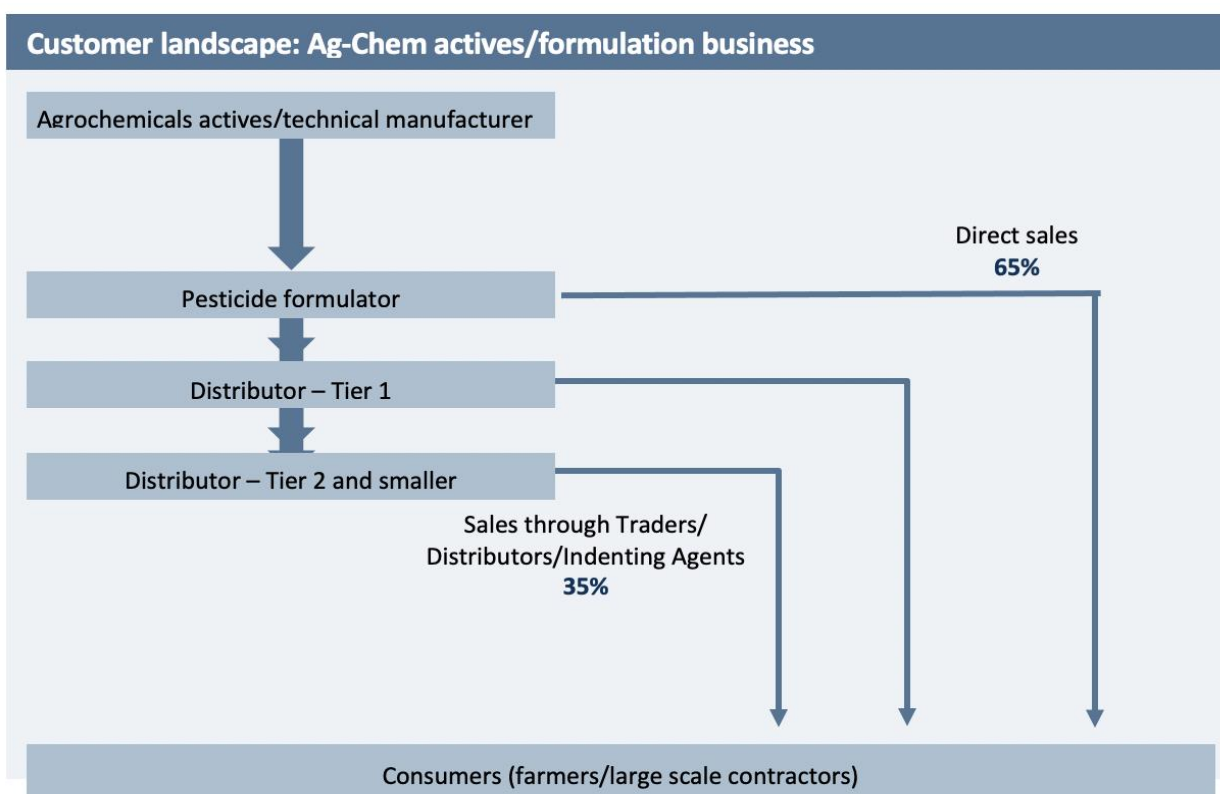 Customer landscape: Ag-Chem actives/formulation business
Agrochemicals actives/technical manufacturer
Direct sales
65%
Pesticide formulator
Distributor – Tier 1
Distributor – Tier 2 and smaller
Sales through Traders/
Distributors/Indenting Agents
35%
Consumers (farmers/large scale contractors)